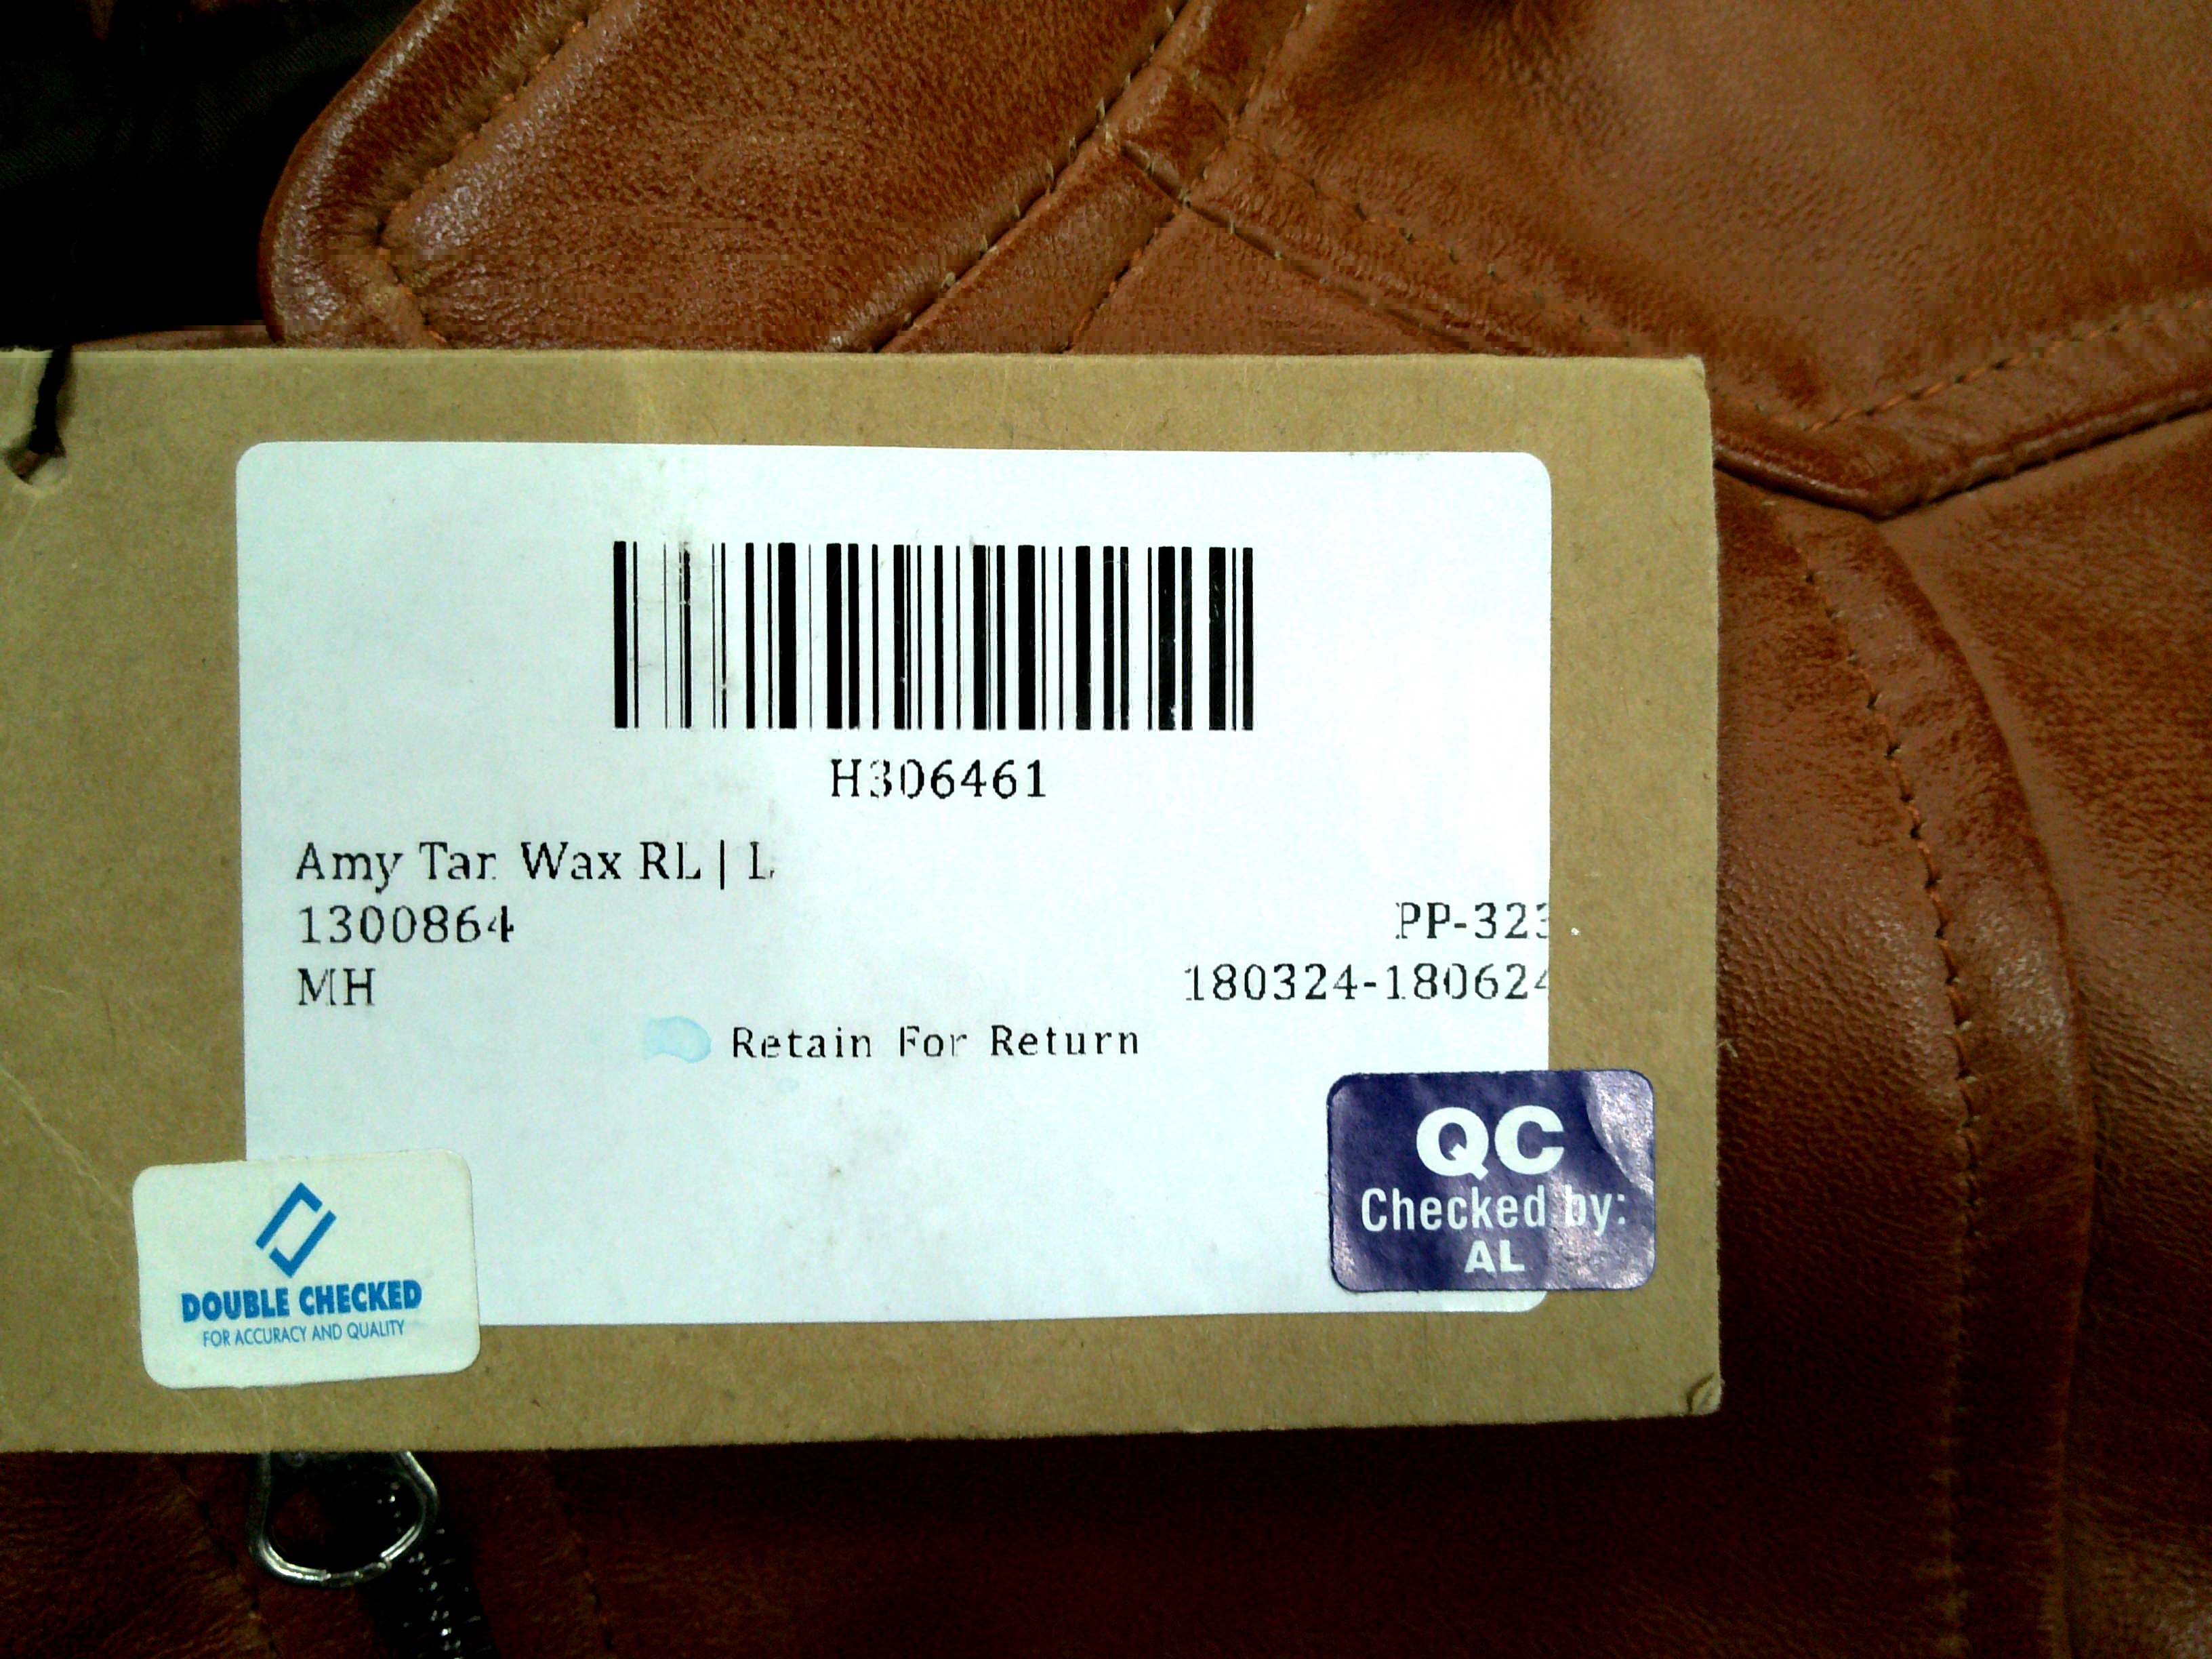 H306461
Amy Tan Wax RL | L
1300864
PP-323
MH
180324-180624
Retain For Return
QC
Checked by:
AL
DOUBLE CHECKED
FOR ACCURACY AND QUALITY